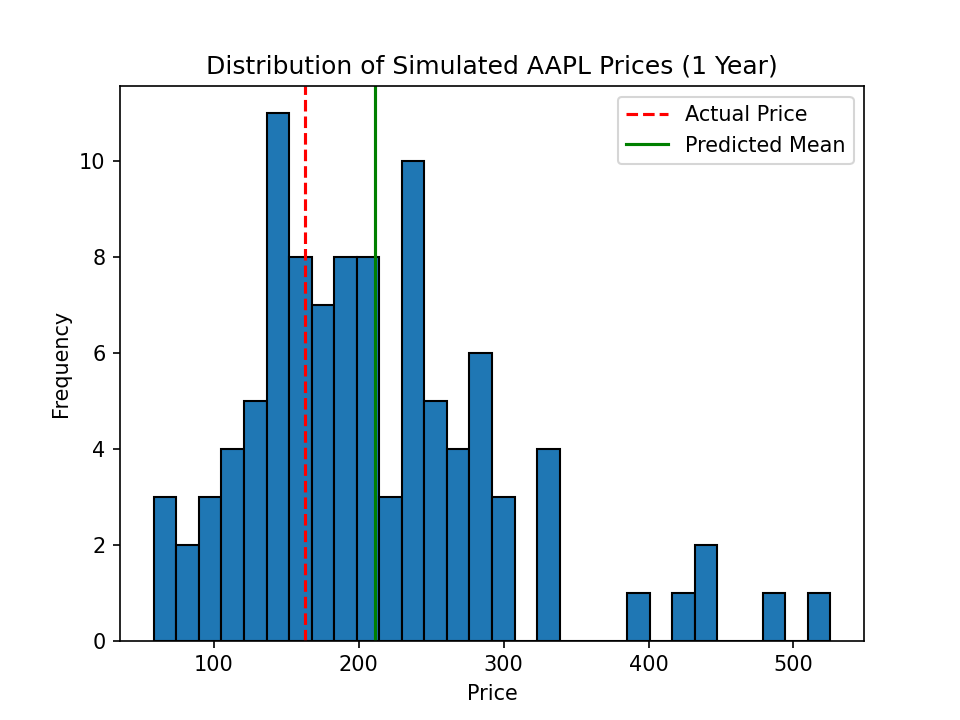 Distribution of Simulated AAPL Prices (1 Year)
Actual Price
Predicted Mean
Frequency
10
8
6
4
2
0
100 200 300 400 500
Price